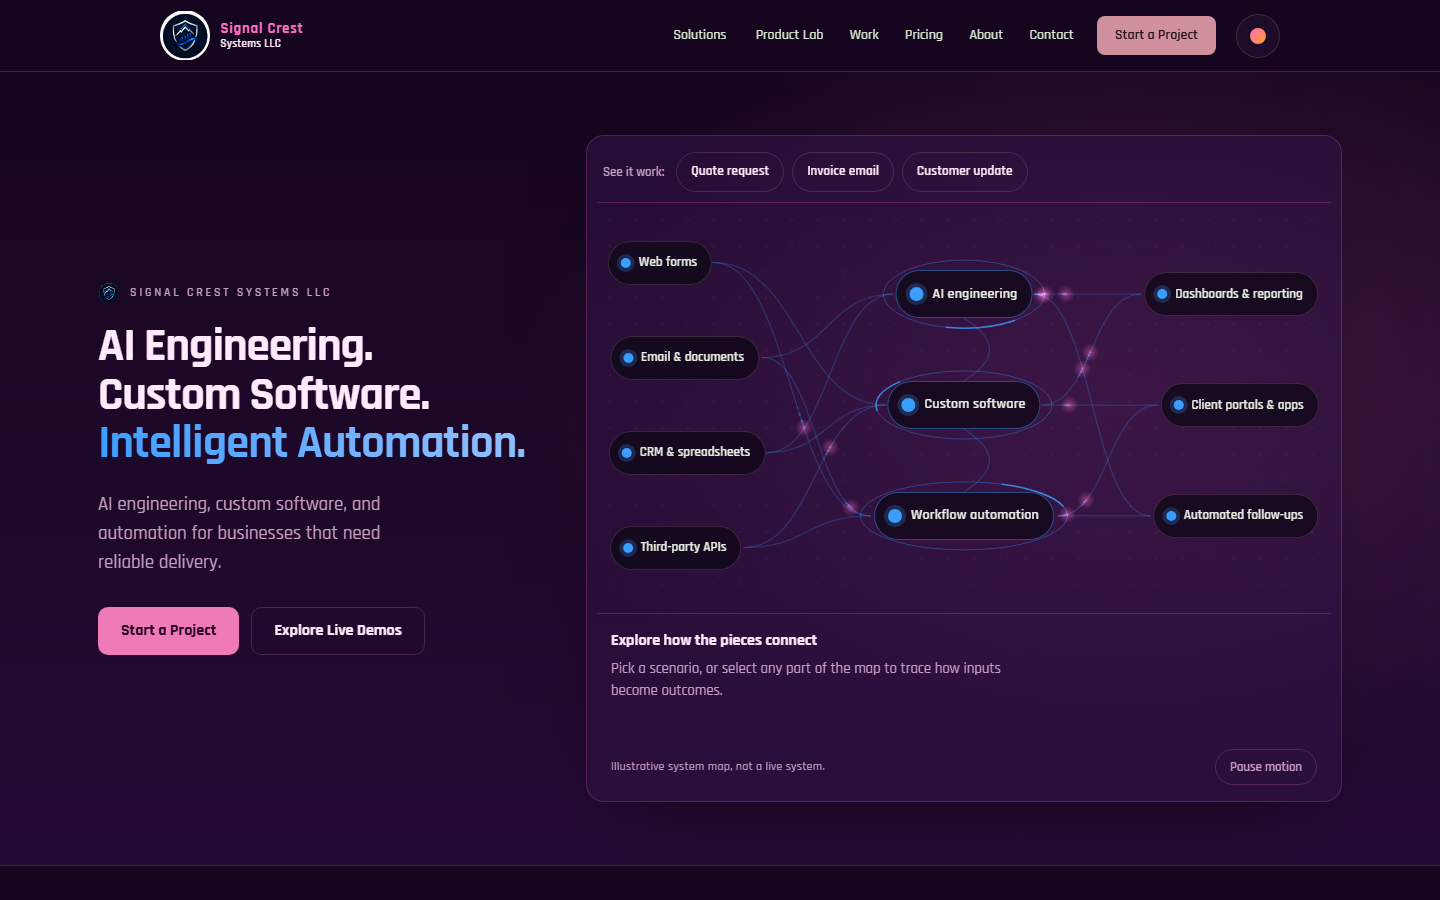 Signal Crest
Systems LLC
Solutions
Product Lab
Work
Pricing
About
Contact
Start a Project
SIGNAL CREST SYSTEMS LLC
AI Engineering.
Custom Software.
Intelligent Automation.
AI engineering, custom software, and
automation for businesses that need
reliable delivery.
Start a Project
Explore Live Demos
See it work:
Quote request
Invoice email
Customer update
Web forms
Email & documents
CRM & spreadsheets
Third-party APIs
AI engineering
Custom software
Workflow automation
Dashboards & reporting
Client portals & apps
Automated follow-ups
Explore how the pieces connect
Pick a scenario, or select any part of the map to trace how inputs
become outcomes.
Illustrative system map, not a live system.
Pause motion